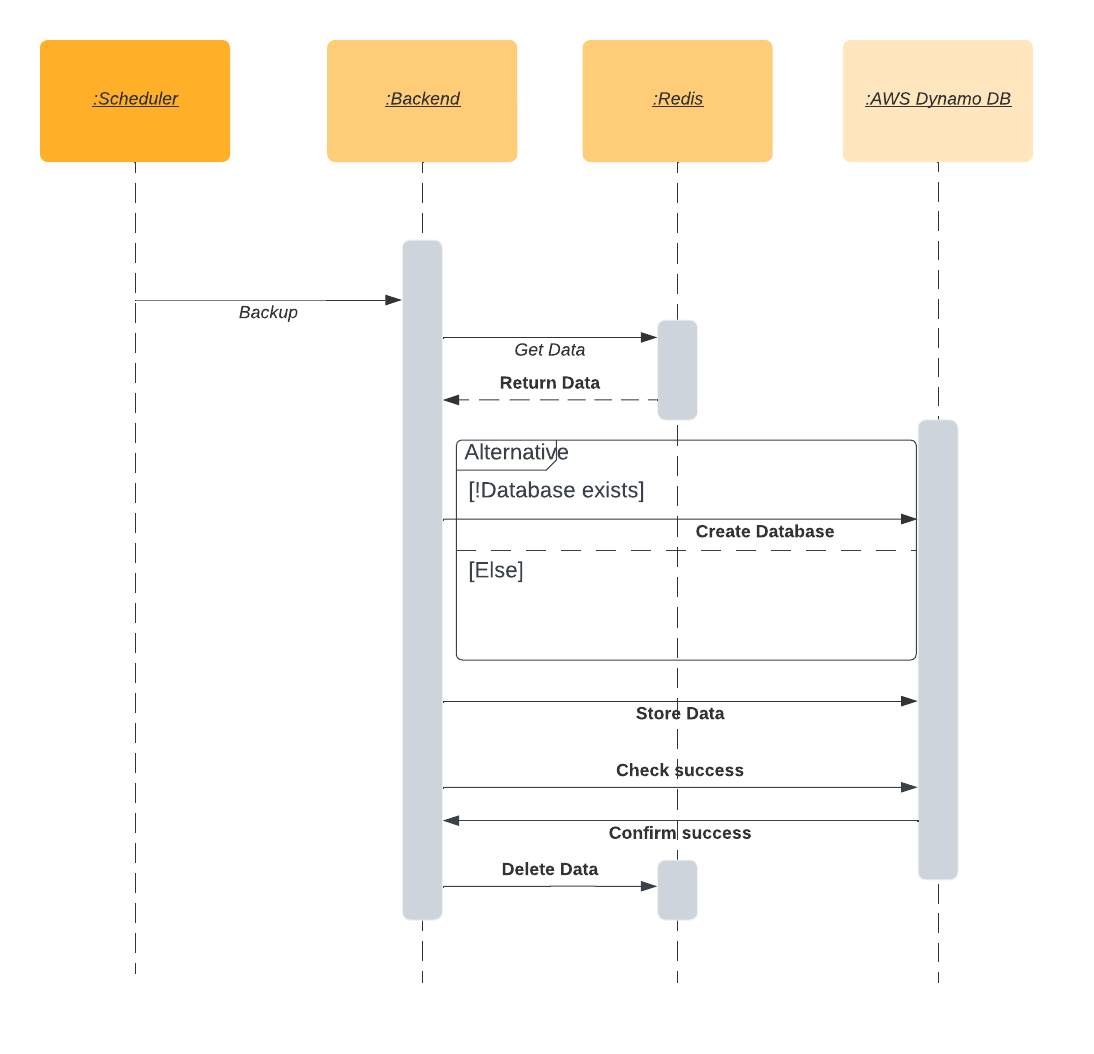 :Scheduler
:Backend
:Redis
:AWS Dynamo DB
Backup
Get Data
Return Data
Alternative
[!Database exists]
Create Database
[Else]
Store Data
Check success
Confirm success
Delete Data